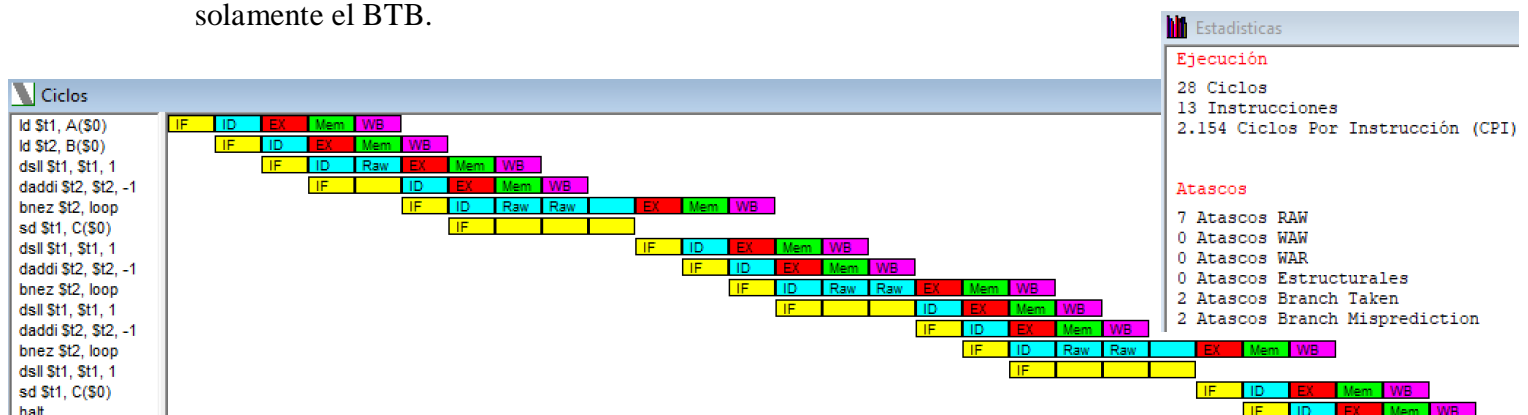 solamente el BTB.
Estadisticas
Ejecución
28 Ciclos
13 Instrucciones
2.154 Ciclos Por Instrucción (CPI)
Atascos
7 Atascos RAW
0 Atascos WAW
0 Atascos WAR
0 Atascos Estructurales
2 Atascos Branch Taken
2 Atascos Branch Misprediction
Ciclos
ld $t1, A($0) IF ID EX Mem WB
ld $t2, B($0) IF ID EX Mem WB
dsll $t1, $t1, 1 IF ID Raw EX Mem WB
daddi $t2, $t2, -1 IF ID EX Mem WB
bnez $t2, loop IF ID Raw Raw EX Mem WB
sd $t1, C($0) IF
dsll $t1, $t1, 1 IF ID EX Mem WB
daddi $t2, $t2, -1 IF ID EX Mem WB
bnez $t2, loop IF ID Raw Raw EX Mem WB
dsll $t1, $t1, 1 IF ID EX Mem WB
daddi $t2, $t2, -1 IF ID EX Mem WB
bnez $t2, loop IF ID Raw Raw EX Mem WB
dsll $t1, $t1, 1 IF
sd $t1, C($0) IF ID EX Mem WB
halt IF ID EX Mem WB